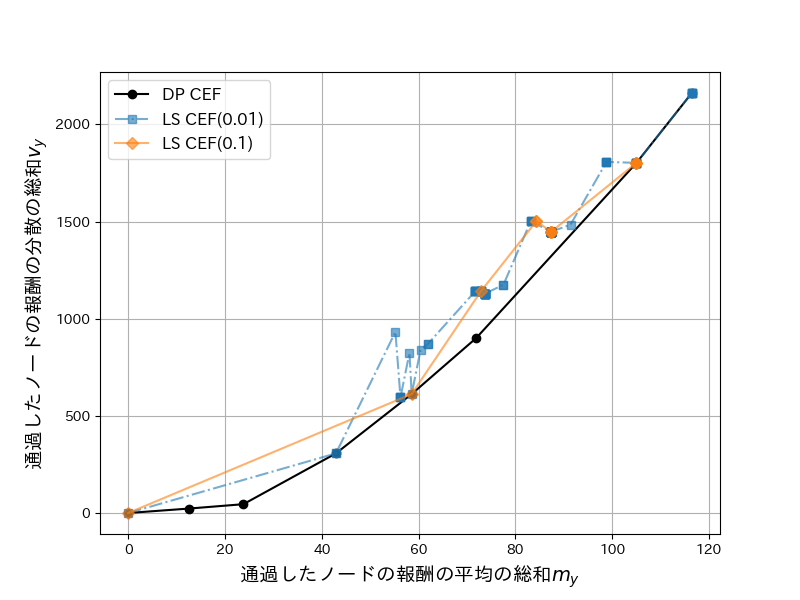 DP CEF
LS CEF(0.01)
LS CEF(0.1)
2000
1500
1000
500
0
通過したノードの報酬の分散の総和v_y
0 20 40 60 80 100 120
通過したノードの報酬の平均の総和m_y